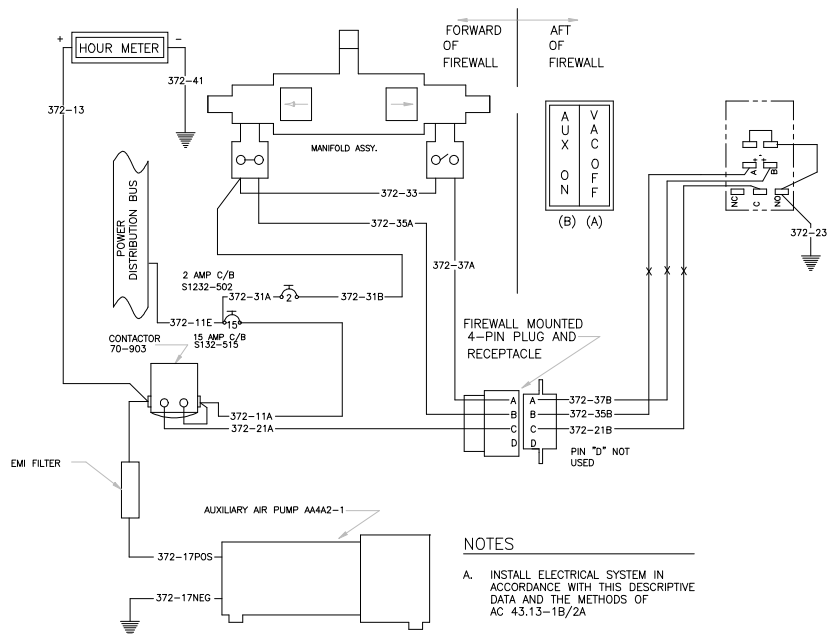 FORWARD
OF
FIREWALL
AFT
OF
FIREWALL
+
HOUR METER
-
372-41
372-13
MANIFOLD ASSY.
AUX ON
VAC OFF
(B) (A)
A
+
-
+
B
NC
C
NO
372-23
372-33
372-35A
372-37A
POWER
DISTRIBUTION BUS
2 AMP C/B
S1232-502
372-31A
2
372-31B
372-11E
15
15 AMP C/B
S132-515
CONTACTOR
70-903
X X X
FIREWALL MOUNTED
4-PIN PLUG AND
RECEPTACLE
A A 372-37B
B B 372-35B
C C 372-21B
D D
PIN "D" NOT
USED
372-11A
372-21A
EMI FILTER
AUXILIARY AIR PUMP AA4A2-1
372-17POS
372-17NEG
NOTES
A. INSTALL ELECTRICAL SYSTEM IN
ACCORDANCE WITH THIS DESCRIPTIVE
DATA AND THE METHODS OF
AC 43.13-1B/2A